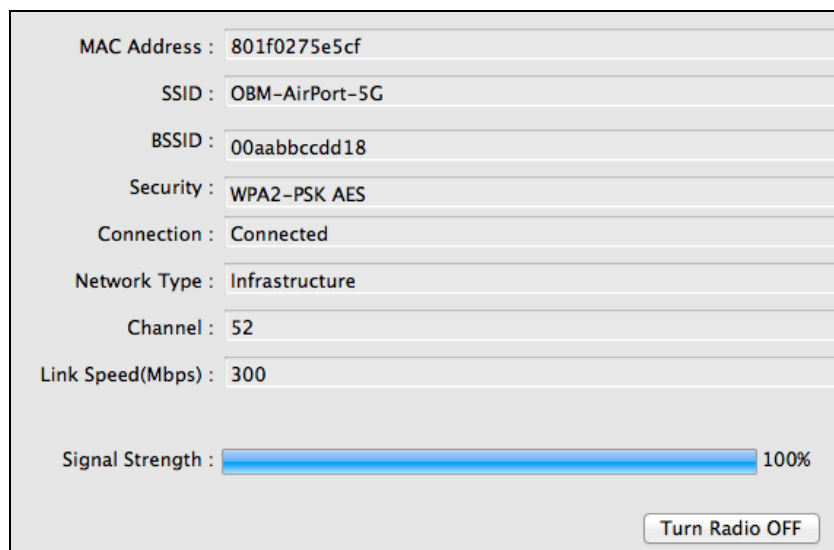 MAC Address : 801f0275e5cf
SSID : OBM-AirPort-5G
BSSID : 00aabbccdd18
Security : WPA2-PSK AES
Connection : Connected
Network Type : Infrastructure
Channel : 52
Link Speed(Mbps) : 300
Signal Strength : 100%
Turn Radio OFF